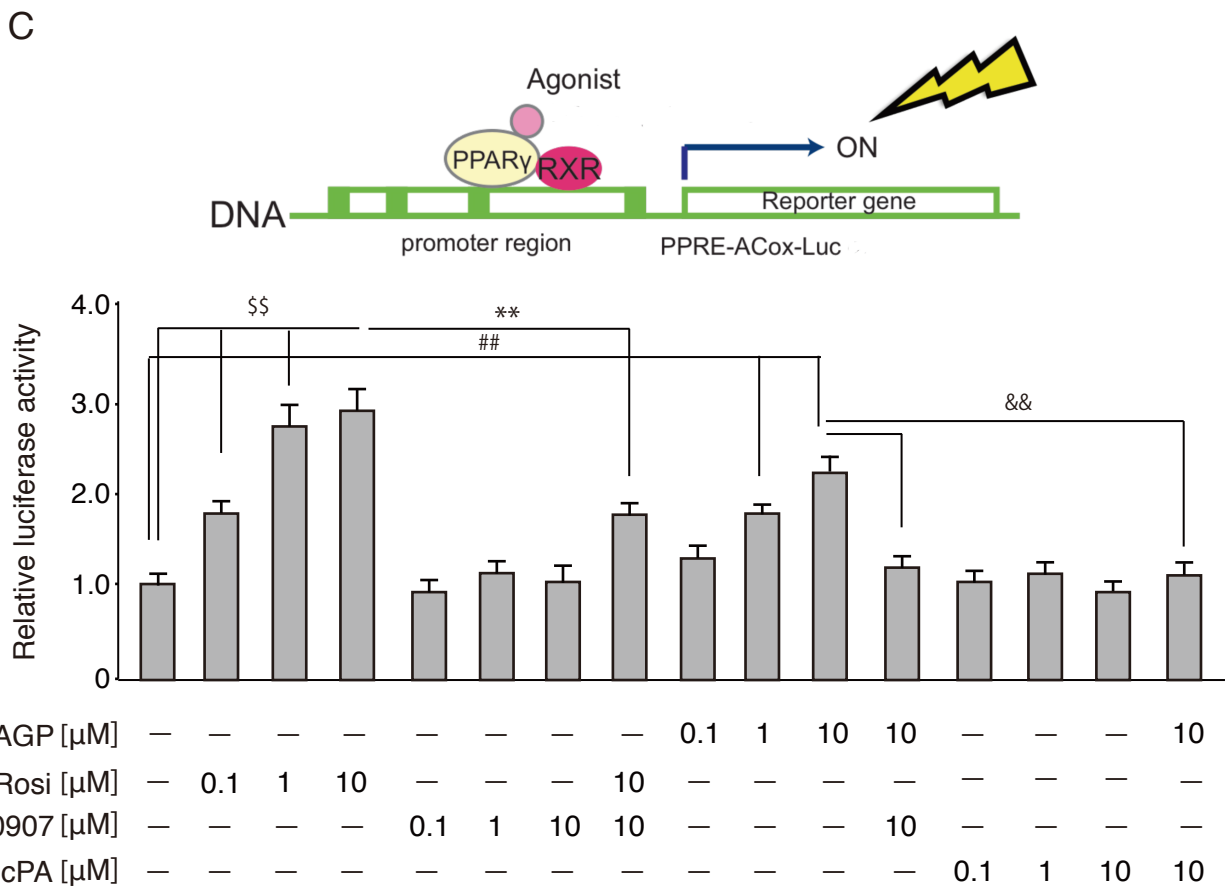 C
Agonist
PPARγ
RXR
ON
DNA
Reporter gene
promoter region
PPRE-ACox-Luc
Relative luciferase activity
4.0
3.0
2.0
1.0
0
$$
**
##
&&
AGP [μM] — — — — — — — — 0.1 1 10 10 — — — 10
Rosi [μM] — 0.1 1 10 — — — 10 — — — — — — — —
0907 [μM] — — — — 0.1 1 10 10 — — — 10 — — — —
cPA [μM] — — — — — — — — — — — — 0.1 1 10 10